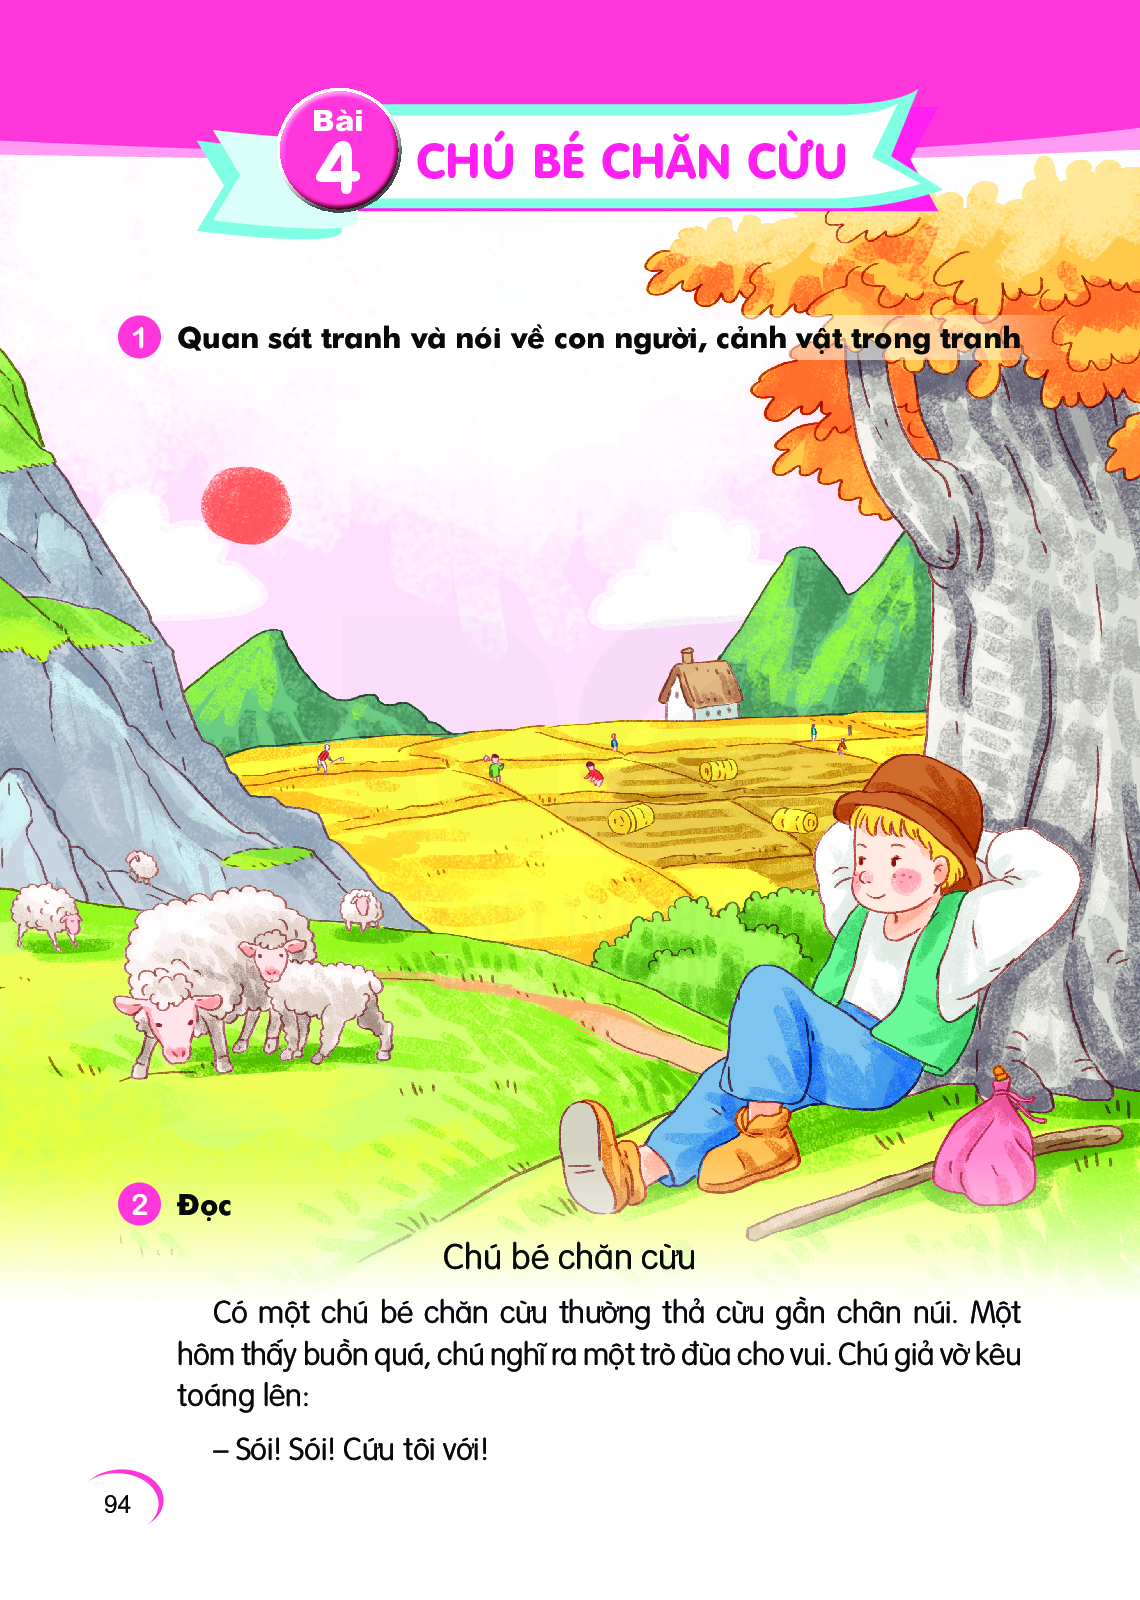 Bài
4
CHÚ BÉ CHĂN CỪU
1 Quan sát tranh và nói về con người, cảnh vật trong tranh
2 Đọc
Chú bé chăn cừu
Có một chú bé chăn cừu thường thả cừu gần chân núi. Một
hôm thấy buồn quá, chú nghĩ ra một trò đùa cho vui. Chú giả vờ kêu
toáng lên:
– Sói! Sói! Cứu tôi với!
94